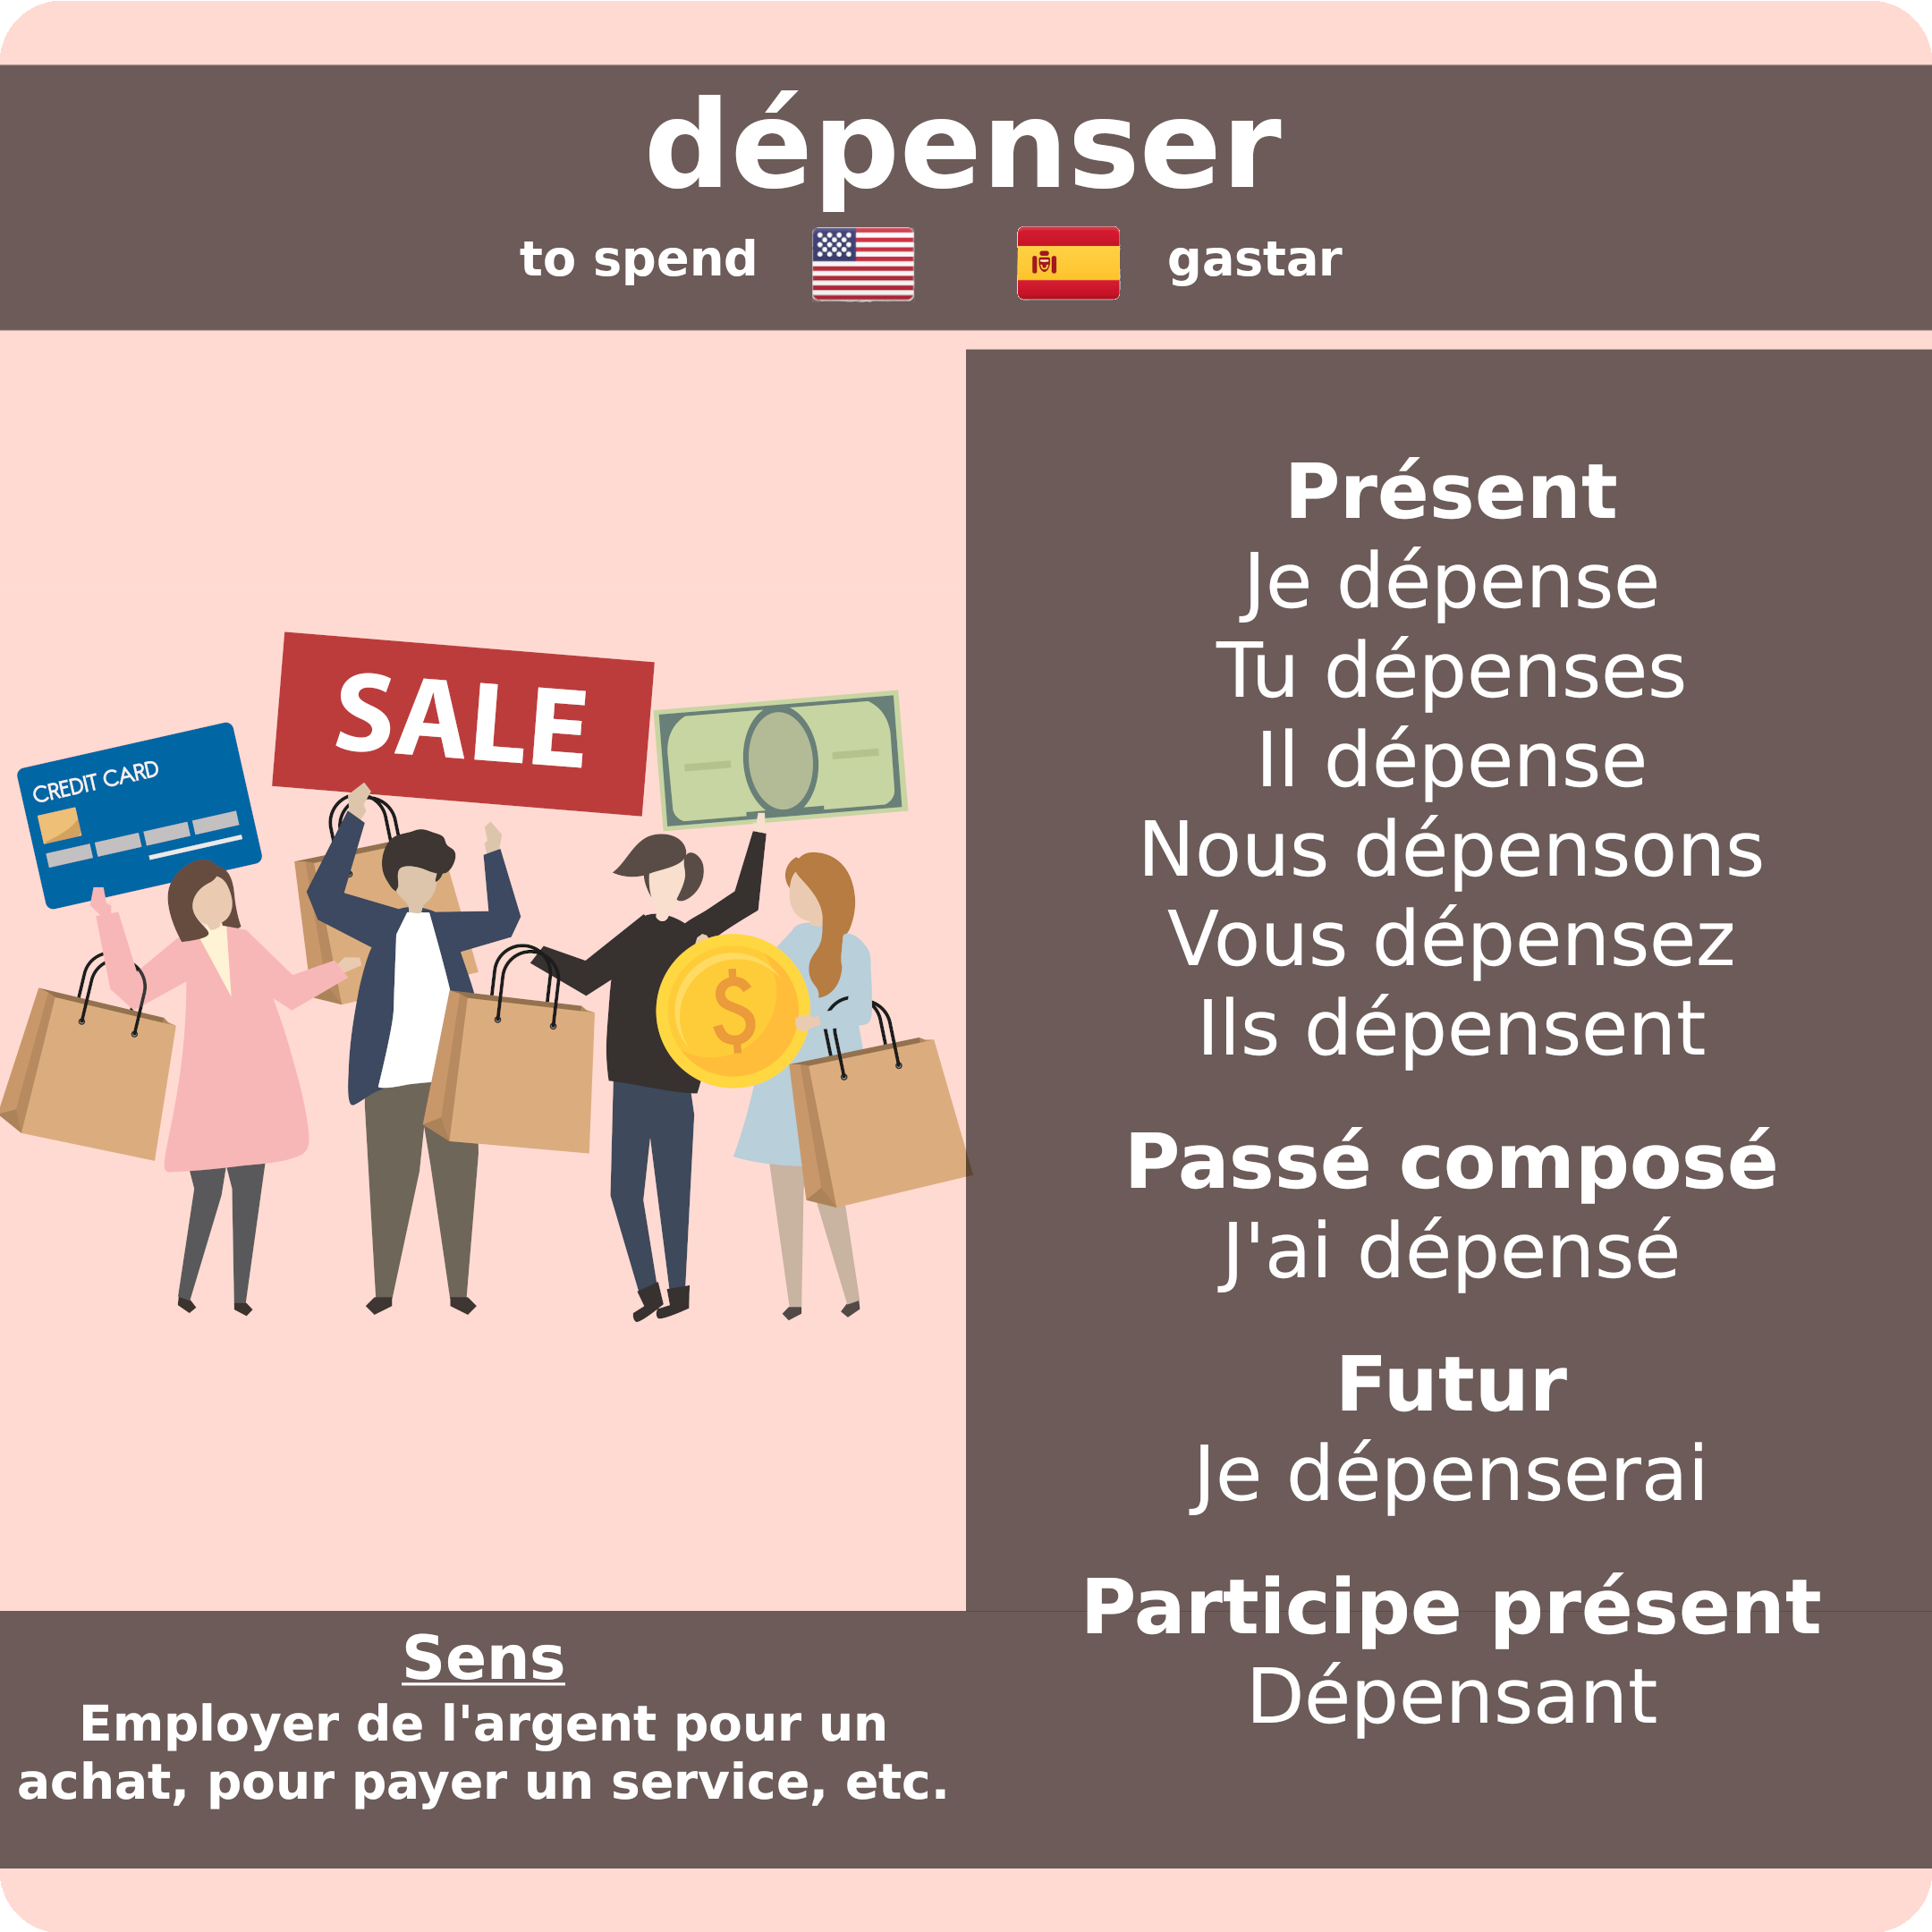 dépenser
to spend
gastar
SALE
CREDIT CARD
$
Présent
Je dépense
Tu dépenses
Il dépense
Nous dépensons
Vous dépensez
Ils dépensent
Passé composé
J'ai dépensé
Futur
Je dépenserai
Participe présent
Dépensant
Sens
Employer de l'argent pour un
achat, pour payer un service, etc.